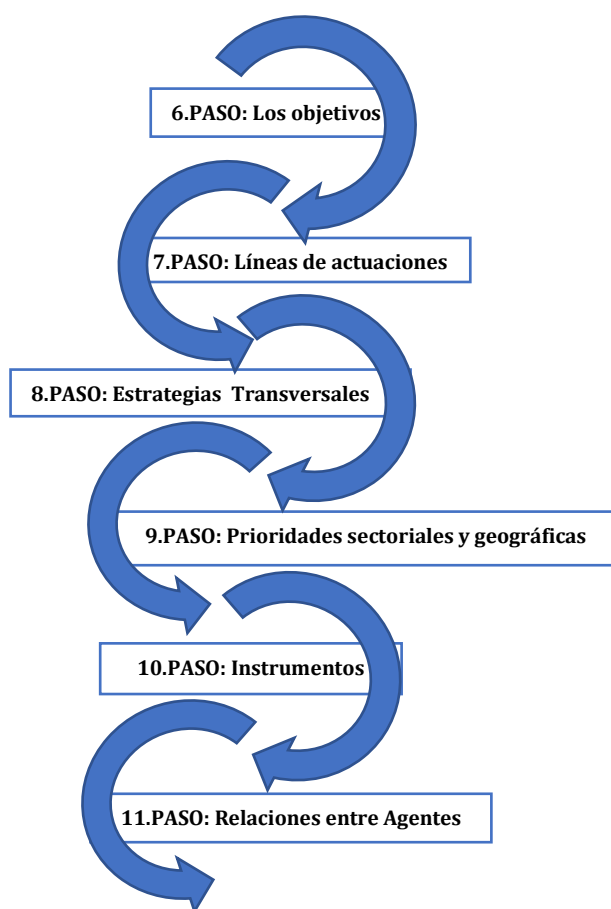 6.PASO: Los objetivos
7.PASO: Líneas de actuaciones
8.PASO: Estrategias Transversales
9.PASO: Prioridades sectoriales y geográficas
10.PASO: Instrumentos
11.PASO: Relaciones entre Agentes